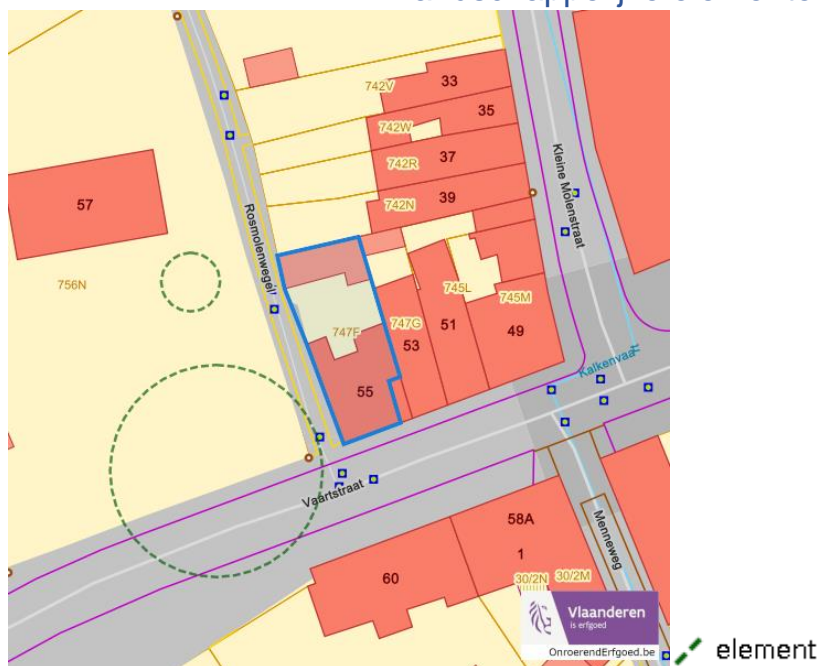 742V
33
742W
35
742R
37
742N
39
57
756N
Rosmolenwegel
Kleine Molenstraat
747F
747G
745L
745M
53
51
49
55
Kalkenvaa
Vaartstraat
Menneweg
58A
1
60
30/2N
30/2M
Vlaanderen
is erfgoed
OnroerendErfgoed.be
element